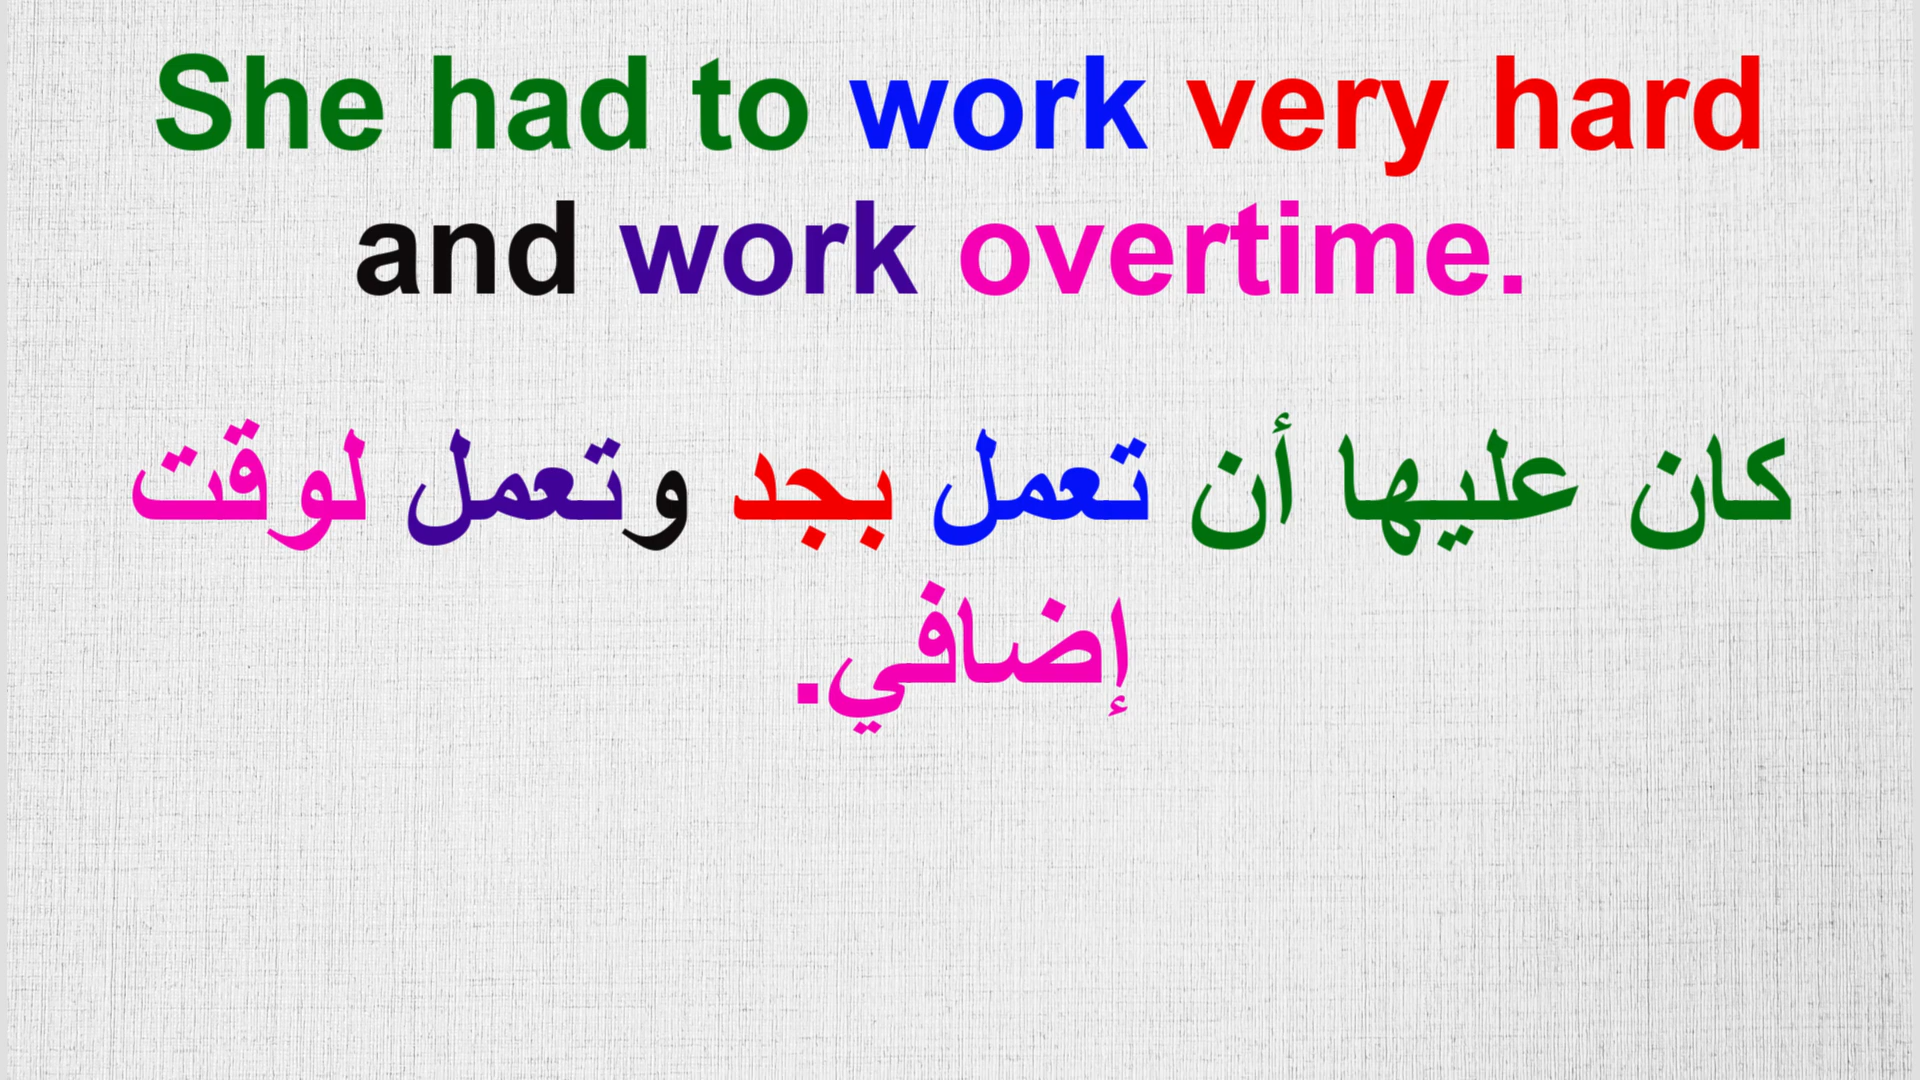 She had to work very hard
and work overtime.
كان عليها أن تعمل بجد وتعمل لوقت
إضافي.